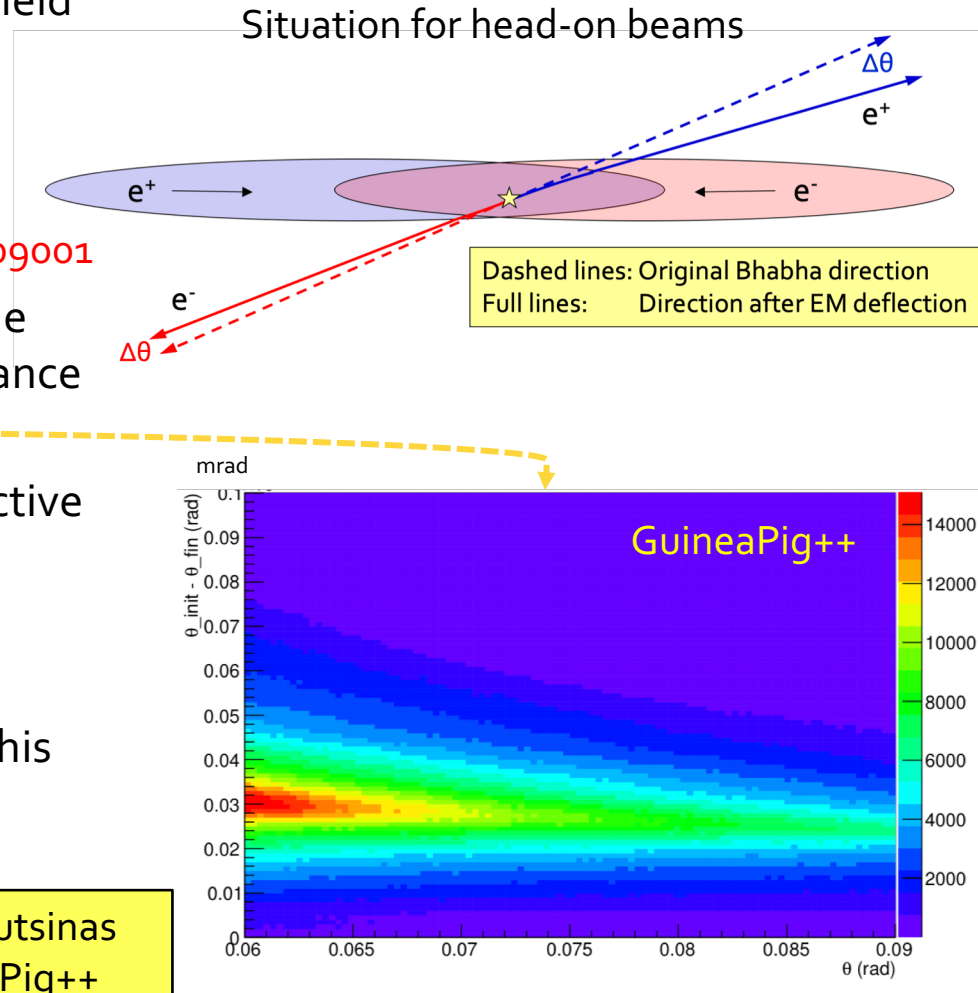 ield
Situation for head-on beams
Δθ
e⁺
e⁺
e⁻
09001
Dashed lines: Original Bhabha direction
Full lines: Direction after EM deflection
e⁻
e
Δθ
ance
mrad
ctive
GuineaPig++
θ_init - θ_fin (rad)
0.09
0.08
0.07
0.06
0.05
0.04
0.03
0.02
0.01
0
14000
12000
10000
8000
6000
4000
2000
his
0.06 0.065 0.07 0.075 0.08 0.085 0.09
θ (rad)
utsinas
Pig++